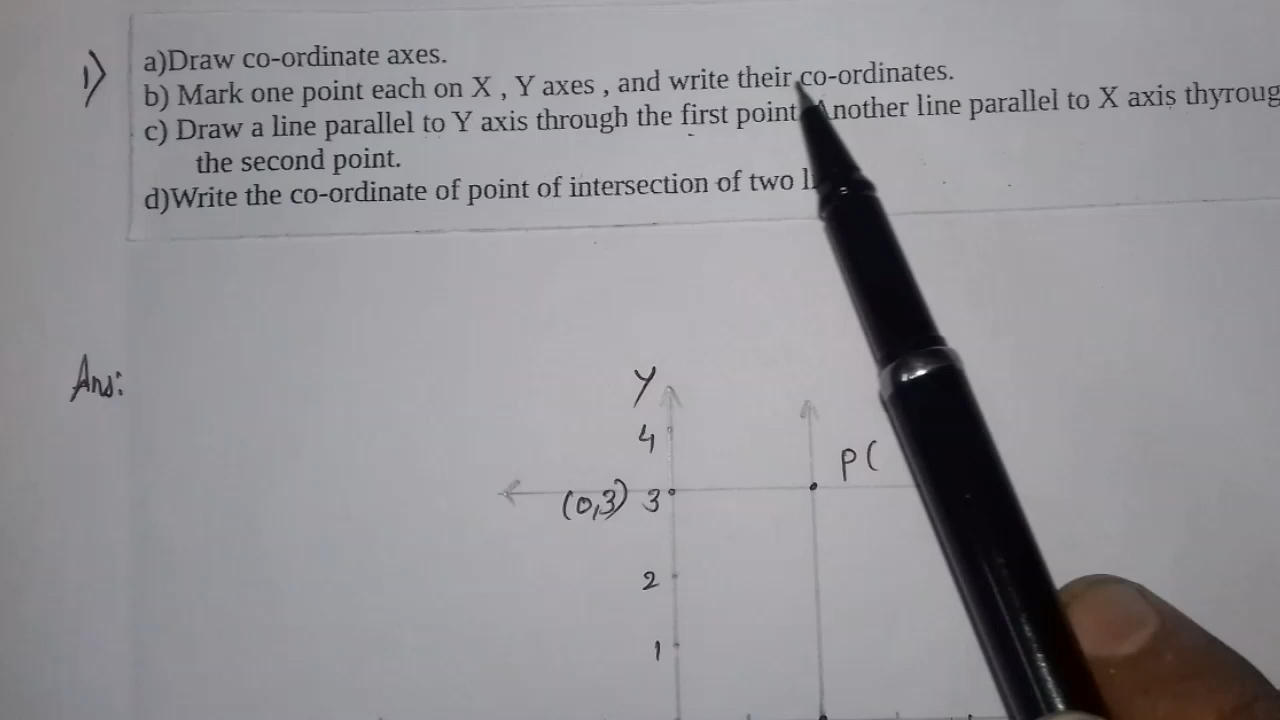 1)
a)Draw co-ordinate axes.
b) Mark one point each on X , Y axes , and write their co-ordinates.
c) Draw a line parallel to Y axis through the first point. Another line parallel to X axis
the second point.
d)Write the co-ordinate of point of intersection of two
Ans:
Y
4
P(
(0,3) 3
2
1